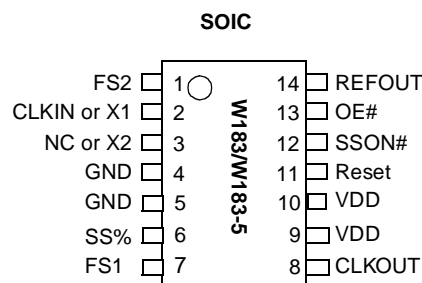 SOIC
FS2 1 14 REFOUT
CLKIN or X1 2 13 OE#
NC or X2 3 12 SSON#
GND 4 11 Reset
GND 5 10 VDD
SS% 6 9 VDD
FS1 7 8 CLKOUT
W183/W183-5